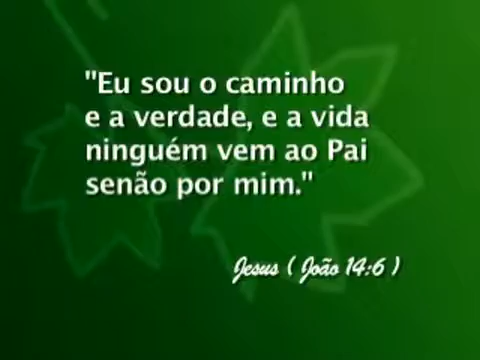 "Eu sou o caminho
e a verdade, e a vida
ninguém vem ao Pai
senão por mim."
Jesus ( João 14:6 )